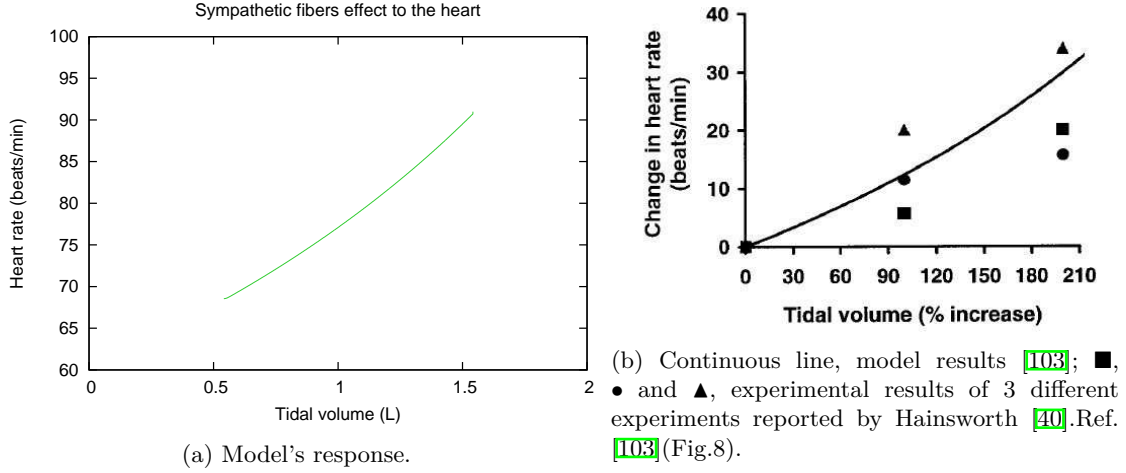 Sympathetic fibers effect to the heart
100
95
90
85
80
75
70
65
60
Heart rate (beats/min)
0
0.5
1
1.5
2
Tidal volume (L)
(a) Model's response.
40
30
20
10
0
Change in heart rate
(beats/min)
0
30
60
90
120
150
180
210
Tidal volume (% increase)
(b) Continuous line, model results [103]; ■,
● and ▲, experimental results of 3 different
experiments reported by Hainsworth [40].Ref.
[103](Fig.8).